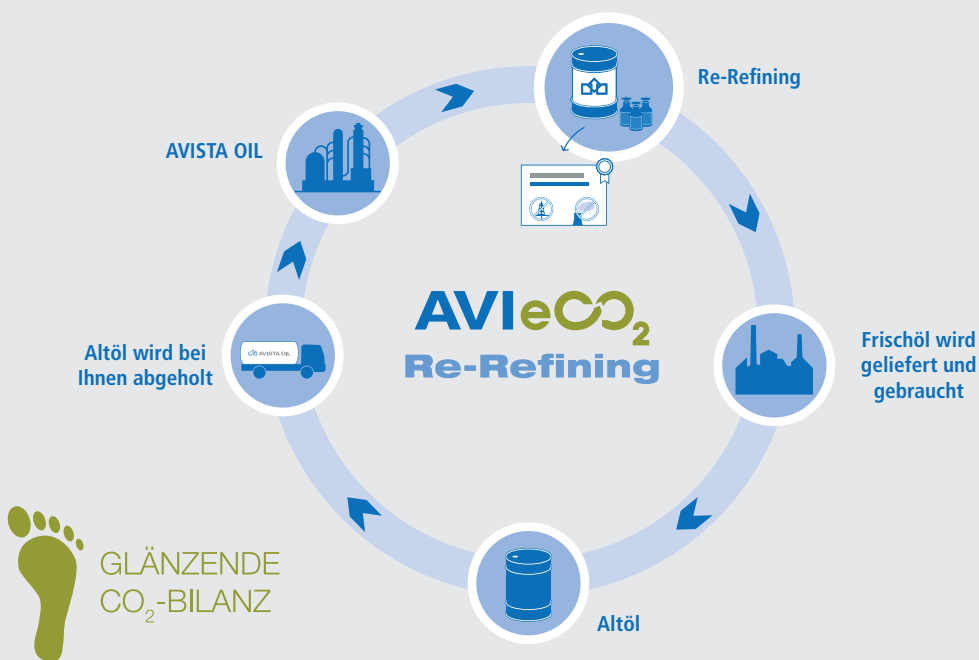 Re-Refining
AVISTA OIL
AVIeCO₂
Re-Refining
Altöl wird bei
Ihnen abgeholt
AVISTA OIL
Frischöl wird
geliefert und
gebraucht
GLÄNZENDE
CO₂-BILANZ
Altöl